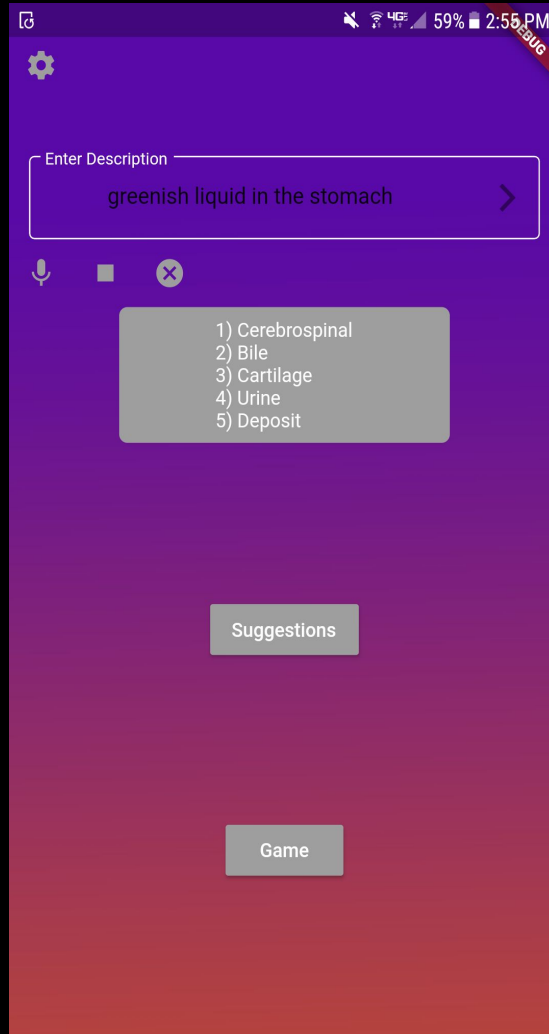 4G 59% 2:55 PM
DEBUG
Enter Description
greenish liquid in the stomach
1) Cerebrospinal
2) Bile
3) Cartilage
4) Urine
5) Deposit
Suggestions
Game